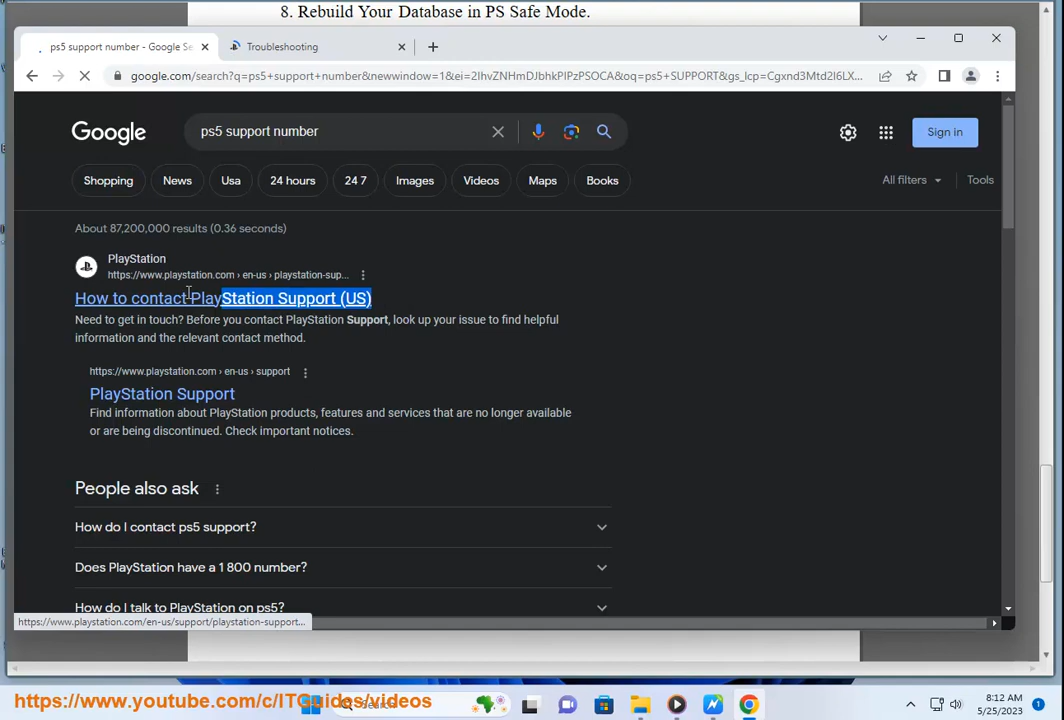 8. Rebuild Your Database in PS Safe Mode.
ps5 support number - Google Se
Troubleshooting
google.com/search?q=ps5+support+number&newwindow=1&ei=2IhvZNHmDJbhkPIPzPSOCA&oq=ps5+SUPPORT&gs_lcp=Cgxnd3Mtd2l6LX...
Google
ps5 support number
Sign in
Shopping
News
Usa
24 hours
24 7
Images
Videos
Maps
Books
All filters
Tools
About 87,200,000 results (0.36 seconds)
PlayStation
https://www.playstation.com › en-us › playstation-sup...
How to contact PlayStation Support (US)
Need to get in touch? Before you contact PlayStation Support, look up your issue to find helpful
information and the relevant contact method.
https://www.playstation.com › en-us › support
PlayStation Support
Find information about PlayStation products, features and services that are no longer available
or are being discontinued. Check important notices.
People also ask
How do I contact ps5 support?
Does PlayStation have a 1 800 number?
How do I talk to PlayStation on ps5?
https://www.playstation.com/en-us/support/playstation-support...
https://www.youtube.com/c/ITGuides/videos
Search
8:12 AM
5/25/2023
1